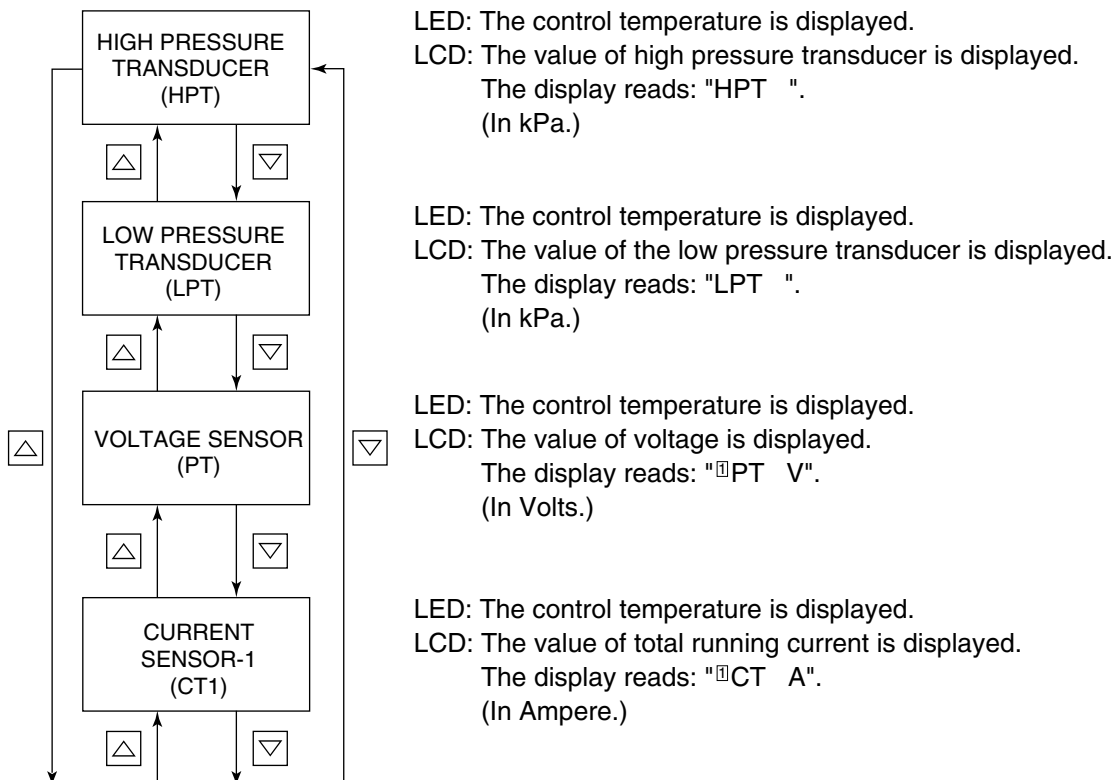 HIGH PRESSURE
TRANSDUCER
(HPT)
LED: The control temperature is displayed.
LCD: The value of high pressure transducer is displayed.
The display reads: "HPT   ".
(In kPa.)
LOW PRESSURE
TRANSDUCER
(LPT)
LED: The control temperature is displayed.
LCD: The value of the low pressure transducer is displayed.
The display reads: "LPT   ".
(In kPa.)
VOLTAGE SENSOR
(PT)
LED: The control temperature is displayed.
LCD: The value of voltage is displayed.
The display reads: "1PT   V".
(In Volts.)
CURRENT
SENSOR-1
(CT1)
LED: The control temperature is displayed.
LCD: The value of total running current is displayed.
The display reads: "1CT   A".
(In Ampere.)